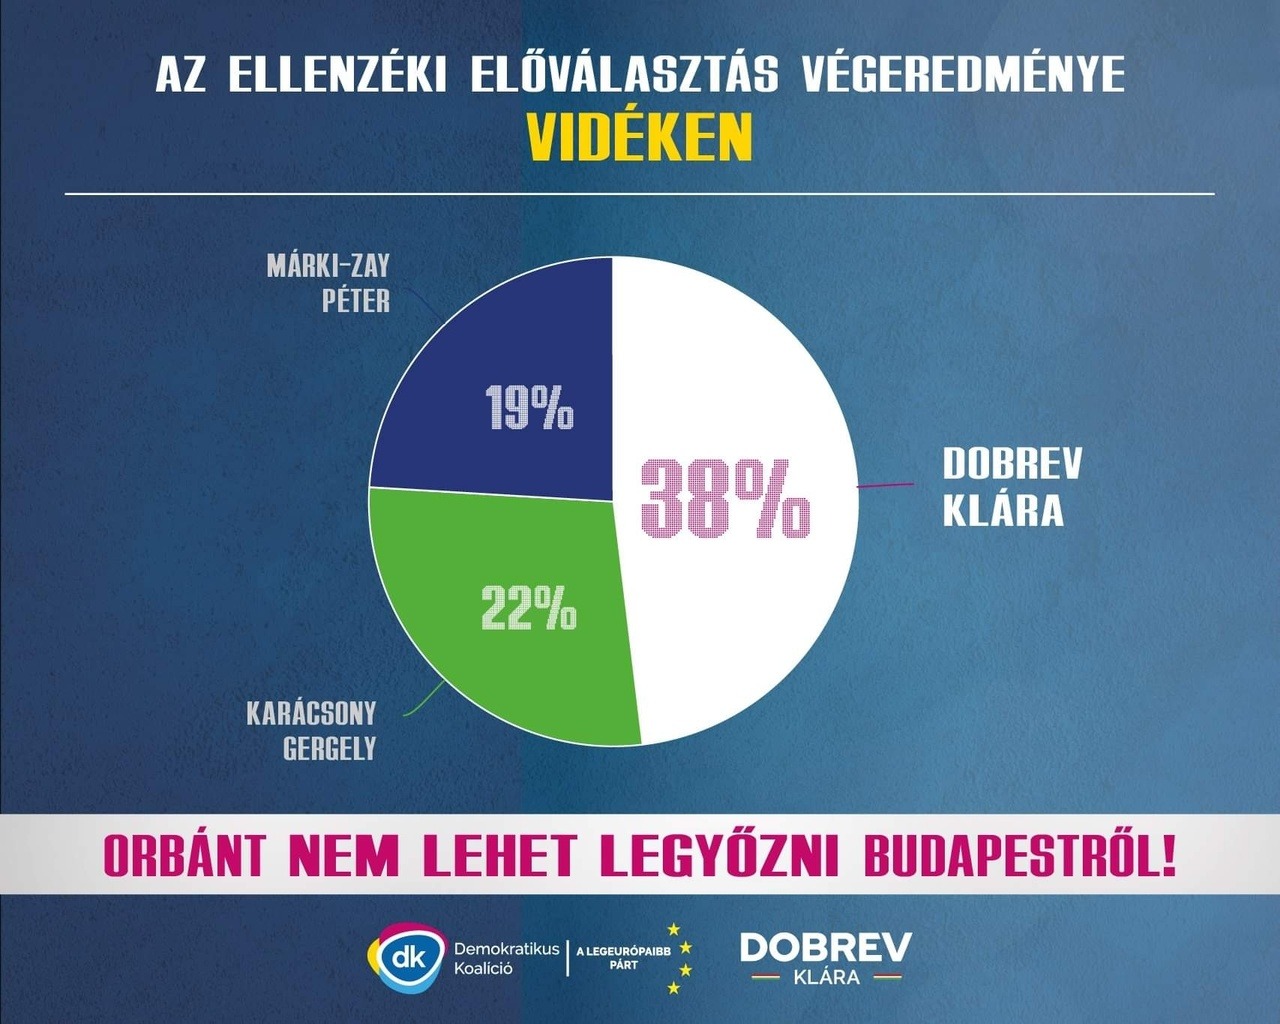 AZ ELLENZÉKI ELŐVÁLASZTÁS VÉGEREDMÉNYE
VIDÉKEN
MÁRKI-ZAY
PÉTER
19%
38%
DOBREV
KLÁRA
22%
KARÁCSONY
GERGELY
ORBÁNT NEM LEHET LEGYŐZNI BUDAPESTRŐL!
dk
Demokratikus
Koalíció
A LEGEURÓPAIBB
PÁRT
DOBREV
KLÁRA